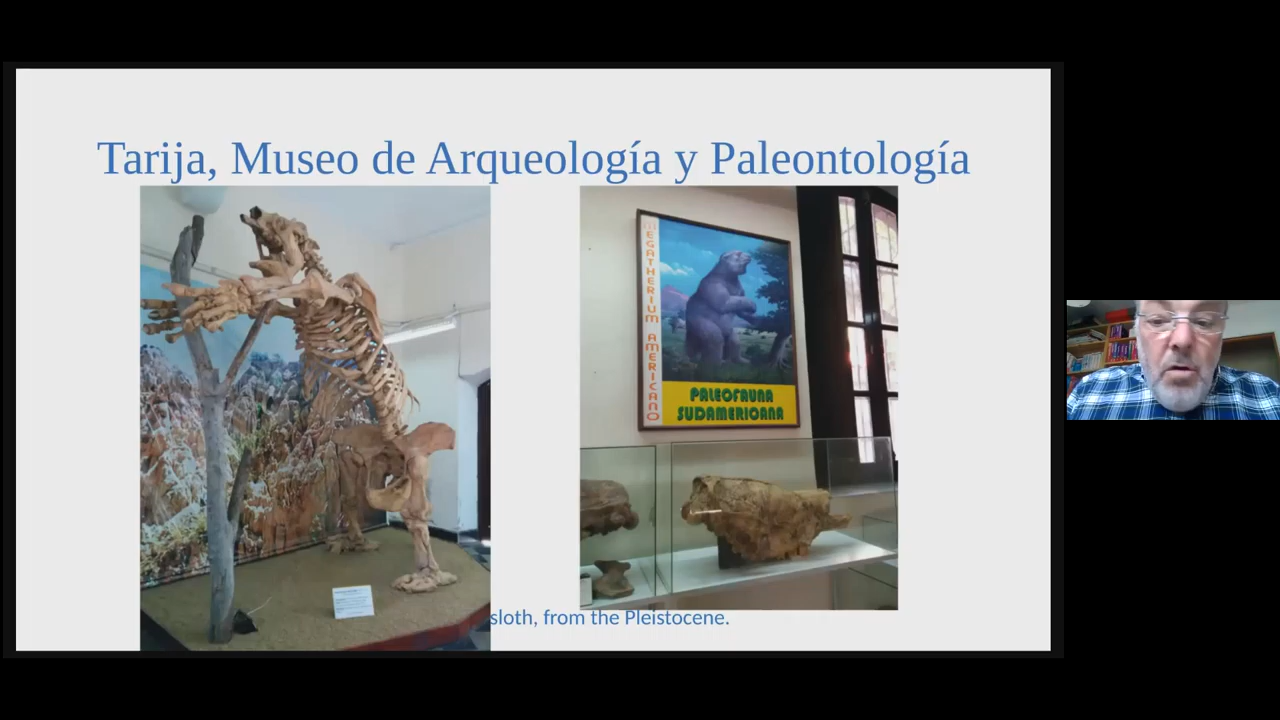 Tarija, Museo de Arqueología y Paleontología
MEGATHERIUM AMERICANO
PALEOFAUNA
SUDAMERICANA
sloth, from the Pleistocene.